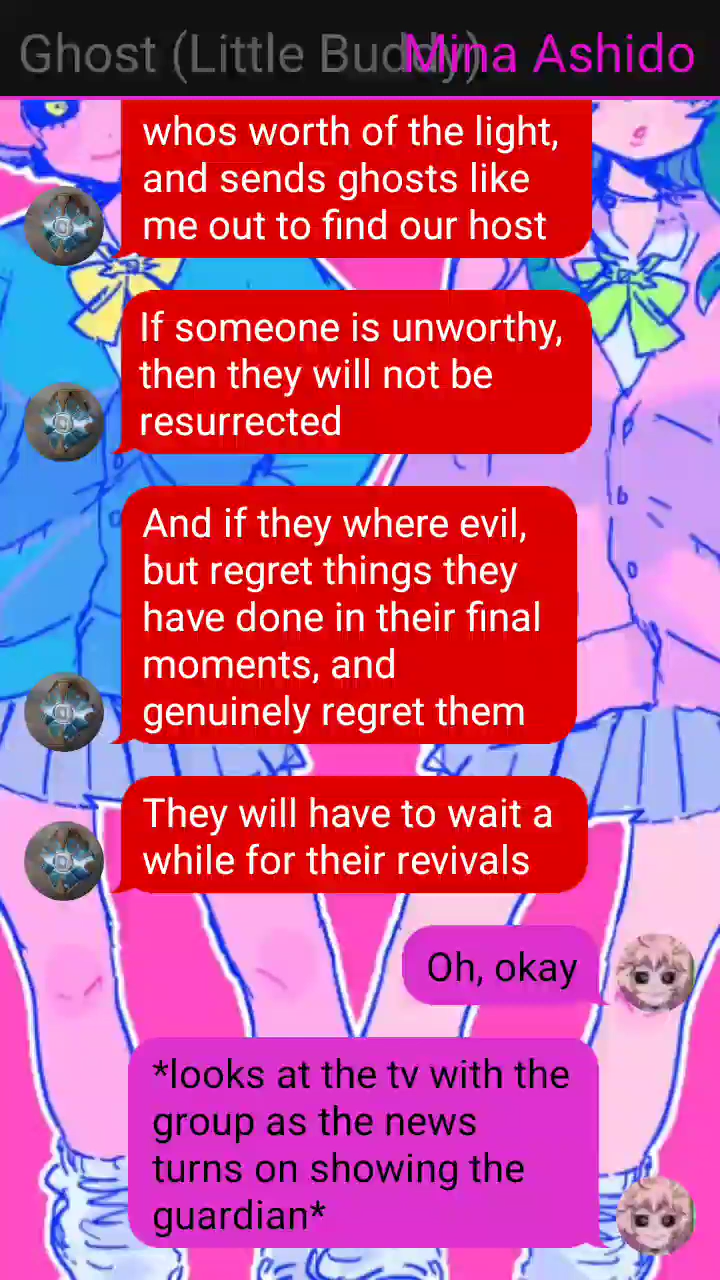 Ghost (Little Buddy)
Mina Ashido
whos worth of the light,
and sends ghosts like
me out to find our host
If someone is unworthy,
then they will not be
resurrected
And if they where evil,
but regret things they
have done in their final
moments, and
genuinely regret them
They will have to wait a
while for their revivals
Oh, okay
*looks at the tv with the
group as the news
turns on showing the
guardian*